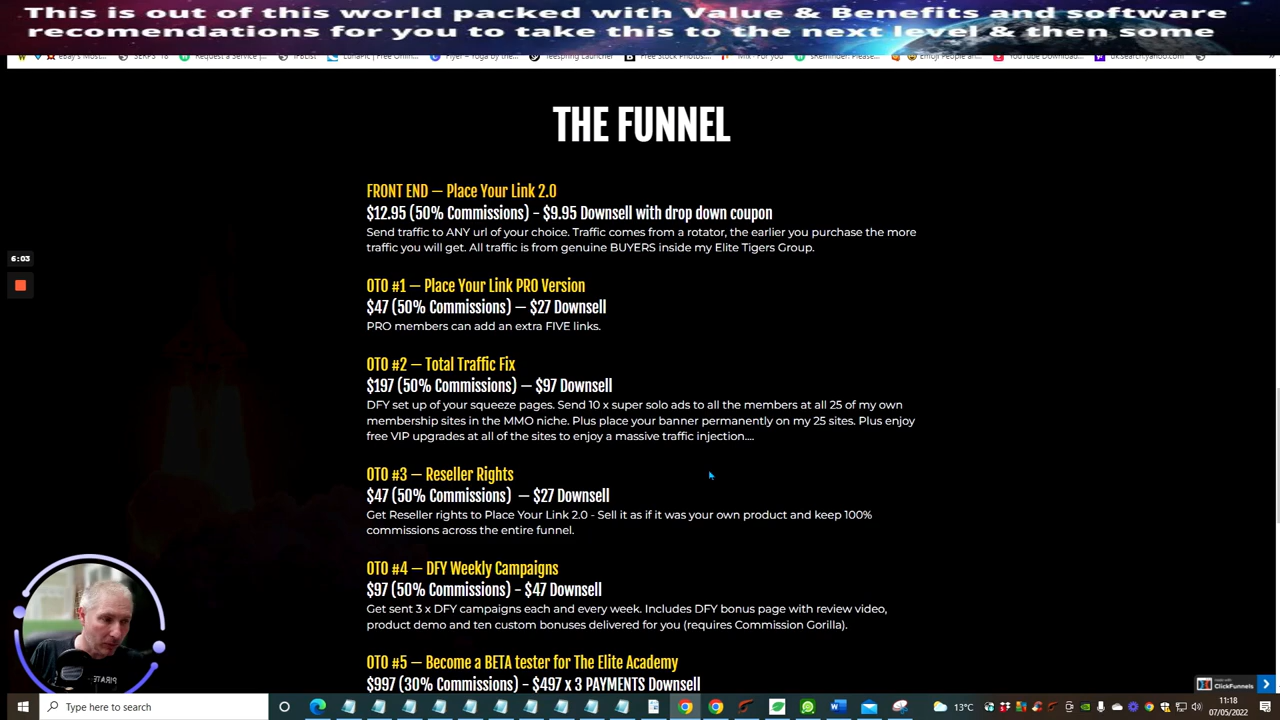 This is out of this world packed with Value & Benefits and software
recomendations for you to take this to the next level & then some
THE FUNNEL
FRONT END — Place Your Link 2.0
$12.95 (50% Commissions) - $9.95 Downsell with drop down coupon
Send traffic to ANY url of your choice. Traffic comes from a rotator, the earlier you purchase the more
traffic you will get. All traffic is from genuine BUYERS inside my Elite Tigers Group.
6:03
OTO #1 — Place Your Link PRO Version
$47 (50% Commissions) — $27 Downsell
PRO members can add an extra FIVE links.
OTO #2 — Total Traffic Fix
$197 (50% Commissions) — $97 Downsell
DFY set up of your squeeze pages. Send 10 x super solo ads to all the members at all 25 of my own
membership sites in the MMO niche. Plus place your banner permanently on my 25 sites. Plus enjoy
free VIP upgrades at all of the sites to enjoy a massive traffic injection....
OTO #3 — Reseller Rights
$47 (50% Commissions) — $27 Downsell
Get Reseller rights to Place Your Link 2.0 - Sell it as if it was your own product and keep 100%
commissions across the entire funnel.
OTO #4 — DFY Weekly Campaigns
$97 (50% Commissions) - $47 Downsell
Get sent 3 x DFY campaigns each and every week. Includes DFY bonus page with review video,
product demo and ten custom bonuses delivered for you (requires Commission Gorilla).
OTO #5 — Become a BETA tester for The Elite Academy
$997 (30% Commissions) - $497 x 3 PAYMENTS Downsell
ClickFunnels
Type here to search
13°C
11:18
07/05/2022